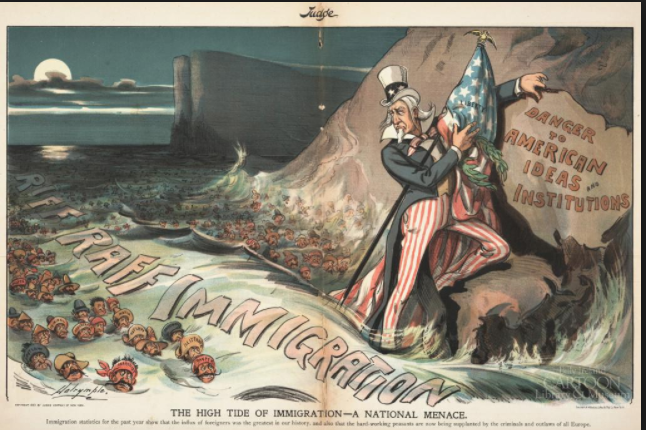 Judge
DANGER
TO
AMERICAN
IDEAS AND
INSTITUTIONS
RIFF RAFF IMMIGRATION
Dalrymple.
THE HIGH TIDE OF IMMIGRATION—A NATIONAL MENACE.
Immigration statistics for the past year show that the influx of foreigners was the greatest in our history, and also that the hard-working peasants are now being supplanted by the criminals and outlaws of all Europe.
CARTOON